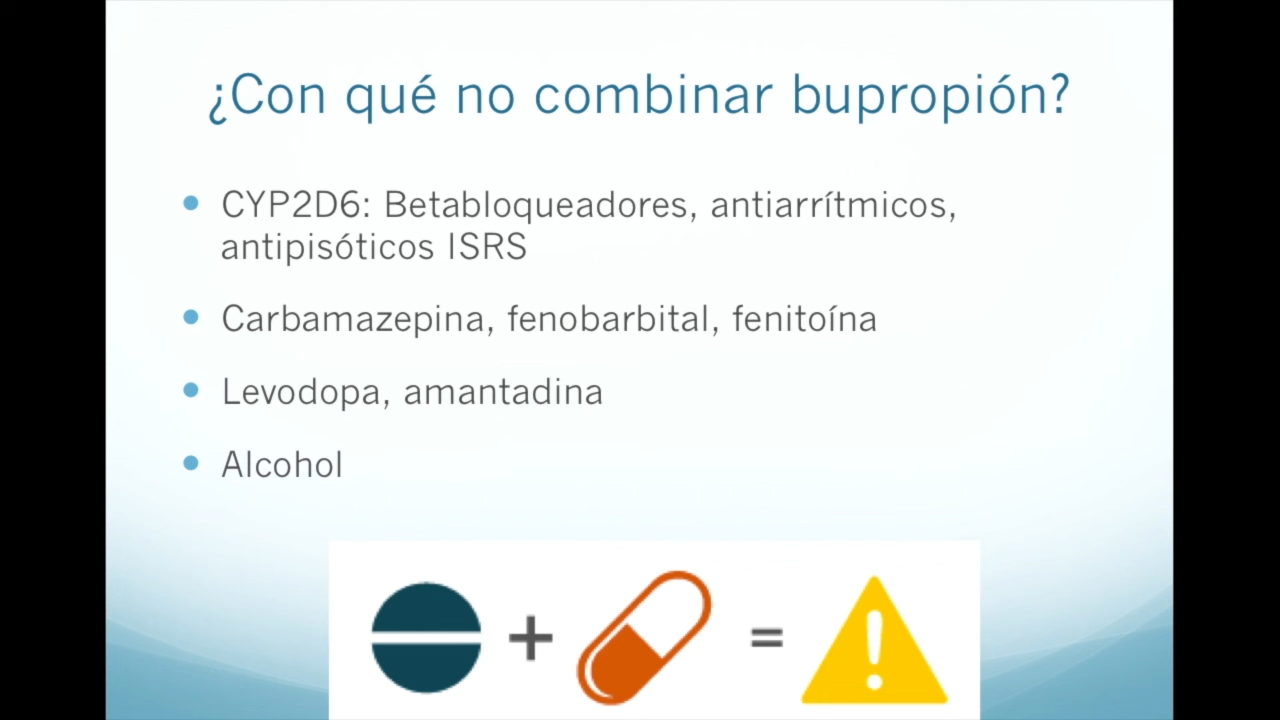 ¿Con qué no combinar bupropión?
• CYP2D6: Betabloqueadores, antiarrítmicos,
antipisóticos ISRS
• Carbamazepina, fenobarbital, fenitoína
• Levodopa, amantadina
• Alcohol
+ =